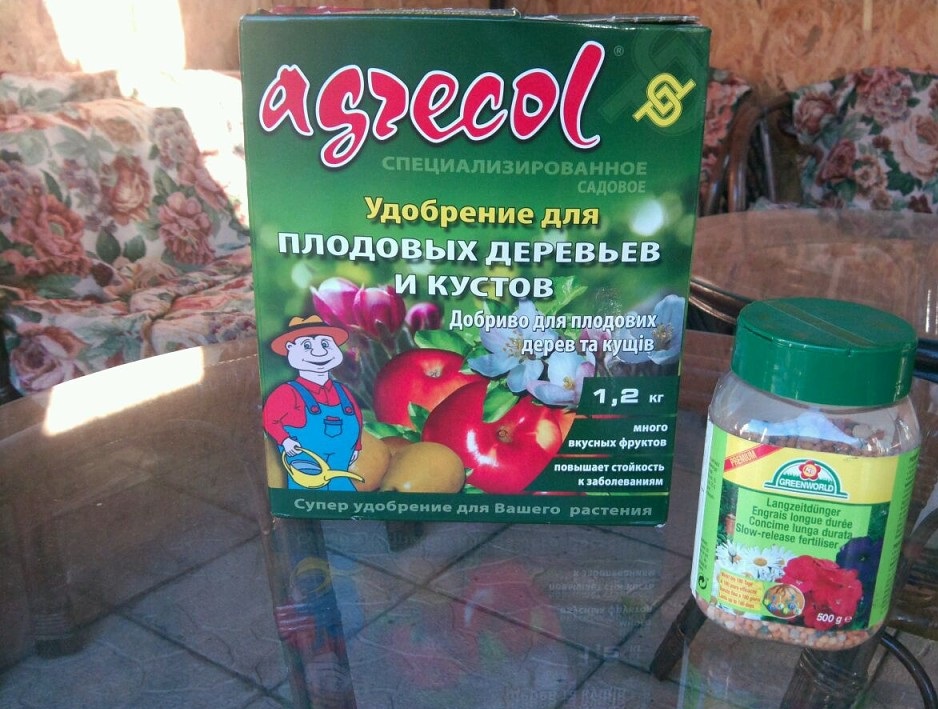 agrecol
®
СПЕЦИАЛИЗИРОВАННОЕ
САДОВОЕ
Удобрение для
ПЛОДОВЫХ ДЕРЕВЬЕВ
И КУСТОВ
Добриво для плодових
дерев та кущів
1,2 кг
много
вкусных фруктов
повышает стойкость
к заболеваниям
Супер удобрение для Вашего растения
PREMIUM
GREENWORLD
Langzeitdünger
Engrais longue durée
Concime lunga durata
Slow-release fertiliser
500 g